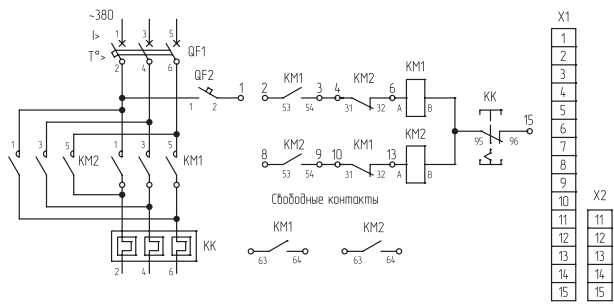 ~380
I>
T°>
1 3 5
QF1
2 4 6
QF2
1 2
1
2 KM1 3 4 KM2 6 KM1
53 54 31 32 A B
KK
95 96
15
8 KM2 9 10 KM1 13 KM2
53 54 31 32 A B
1 3 5 KM2 1 3 5 KM1
Свободные контакты
KM1
63 64
KM2
63 64
KK
2 4 6
X1
1
2
3
4
5
6
7
8
9
10
11
12
13
14
15
X2
11
12
13
14
15